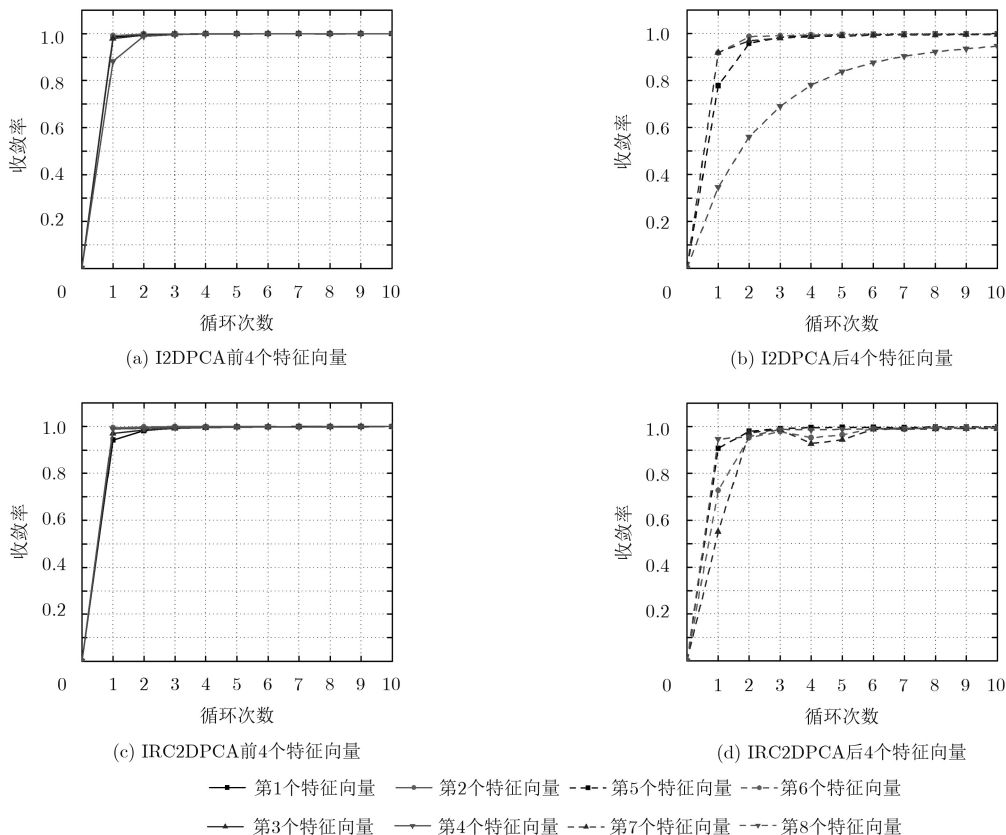 1.0
0.8
0.6
0.4
0.2
0
收敛率
1 2 3 4 5 6 7 8 9 10
循环次数
(a) I2DPCA前4个特征向量
1.0
0.8
0.6
0.4
0.2
0
收敛率
1 2 3 4 5 6 7 8 9 10
循环次数
(b) I2DPCA后4个特征向量
1.0
0.8
0.6
0.4
0.2
0
收敛率
1 2 3 4 5 6 7 8 9 10
循环次数
(c) IRC2DPCA前4个特征向量
1.0
0.8
0.6
0.4
0.2
0
收敛率
1 2 3 4 5 6 7 8 9 10
循环次数
(d) IRC2DPCA后4个特征向量
第1个特征向量 第2个特征向量 第5个特征向量 第6个特征向量
第3个特征向量 第4个特征向量 第7个特征向量 第8个特征向量